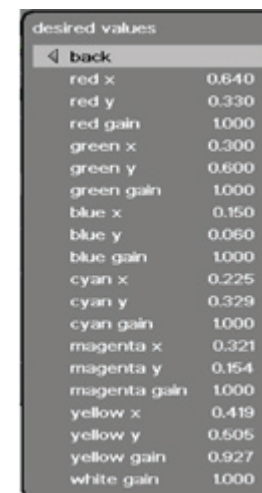 desired values
back
red x 0.640
red y 0.330
red gain 1.000
green x 0.300
green y 0.600
green gain 1.000
blue x 0.150
blue y 0.060
blue gain 1.000
cyan x 0.225
cyan y 0.329
cyan gain 1.000
magenta x 0.321
magenta y 0.154
magenta gain 1.000
yellow x 0.419
yellow y 0.505
yellow gain 0.927
white gain 1.000